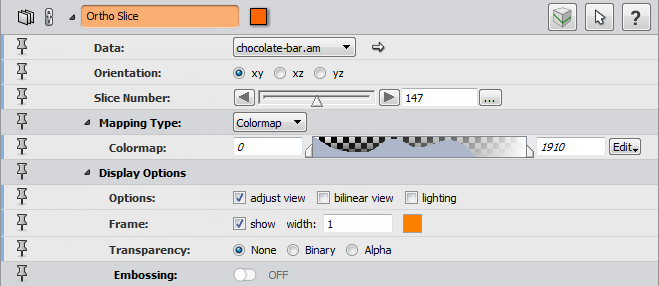 Ortho Slice ?
Data: chocolate-bar.am
Orientation: xy xz yz
Slice Number: 147 ...
Mapping Type: Colormap
Colormap: 0 1910 Edit
Display Options
Options: adjust view bilinear view lighting
Frame: show width: 1
Transparency: None Binary Alpha
Embossing: OFF